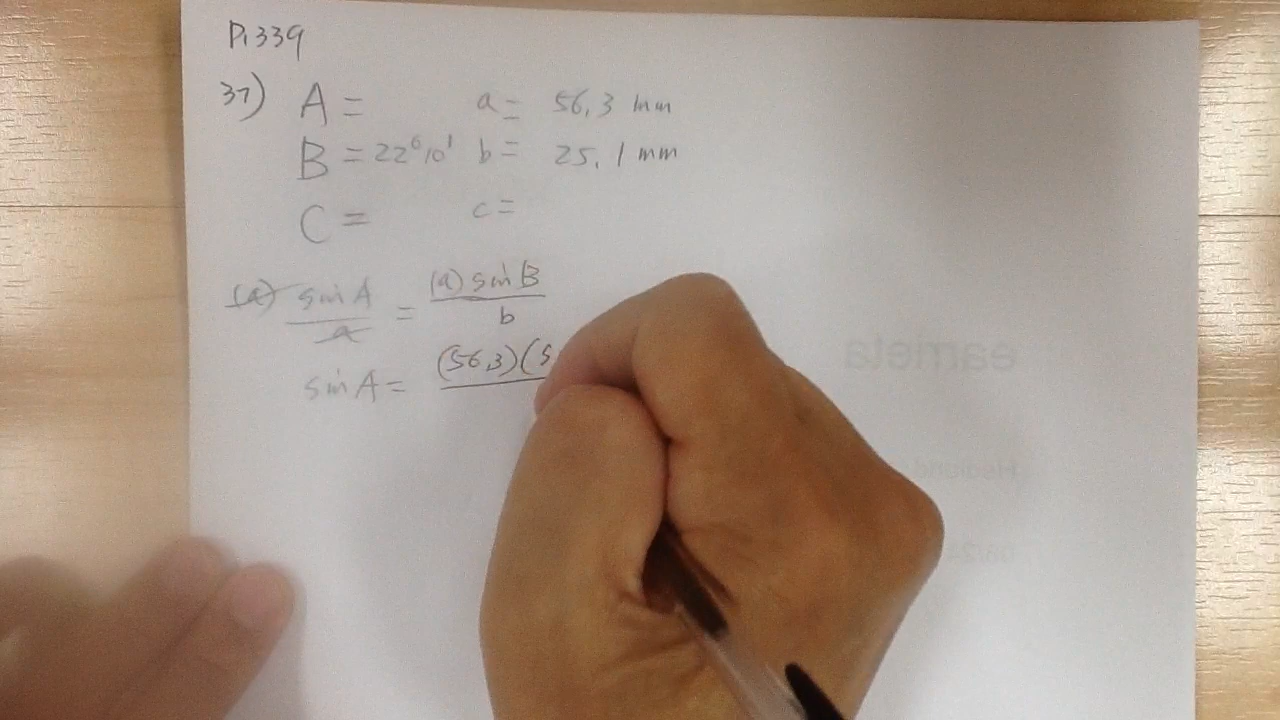 P.339
37) A = a = 56.3 mm
B = 22°10' b = 25.1 mm
C = c =
(a) sin A / a = (a) sin B / b
sin A = (56.3)(s